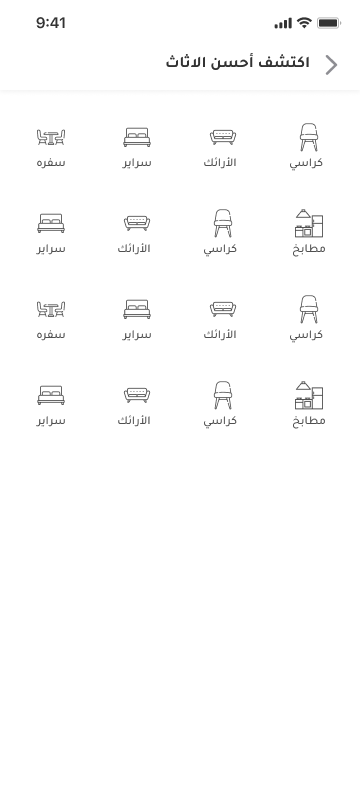 9:41
اكتشف أحسن الاثاث
كراسي الأرائك سراير سفره
مطابخ كراسي الأرائك سراير
كراسي الأرائك سراير سفره
مطابخ كراسي الأرائك سراير